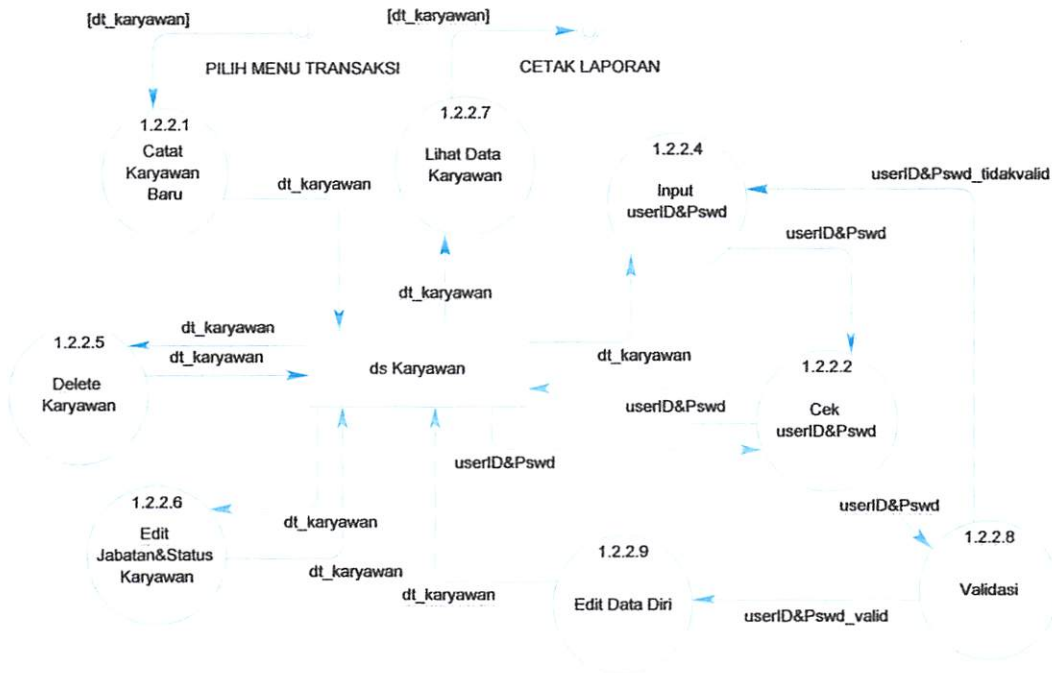 [dt_karyawan]
[dt_karyawan]
PILIH MENU TRANSAKSI
CETAK LAPORAN
1.2.2.1
Catat
Karyawan
Baru
1.2.2.7
Lihat Data
Karyawan
1.2.2.4
Input
userID&Pswd
userID&Pswd_tidakvalid
dt_karyawan
userID&Pswd
dt_karyawan
dt_karyawan
1.2.2.5
Delete
Karyawan
dt_karyawan
ds Karyawan
dt_karyawan
1.2.2.2
Cek
userID&Pswd
userID&Pswd
userID&Pswd
1.2.2.6
Edit
Jabatan&Status
Karyawan
dt_karyawan
dt_karyawan
dt_karyawan
userID&Pswd
1.2.2.9
Edit Data Diri
1.2.2.8
Validasi
userID&Pswd_valid